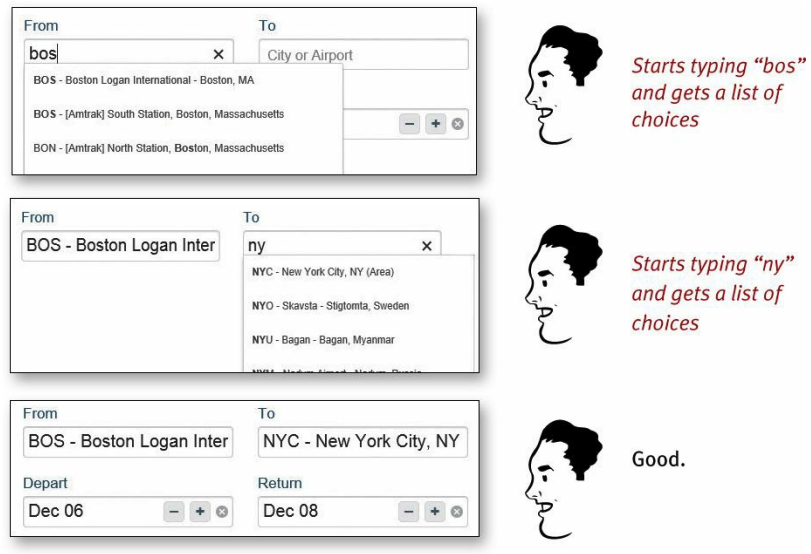 From To
bos × City or Airport
BOS - Boston Logan International - Boston, MA
BOS - [Amtrak] South Station, Boston, Massachusetts
BON - [Amtrak] North Station, Boston, Massachusetts
Starts typing “bos”
and gets a list of
choices
From To
BOS - Boston Logan Inter ny ×
NYC - New York City, NY (Area)
NYO - Skavsta - Stigtomta, Sweden
NYU - Bagan - Bagan, Myanmar
Starts typing “ny”
and gets a list of
choices
From To
BOS - Boston Logan Inter NYC - New York City, NY
Depart Return
Dec 06 Dec 08
Good.